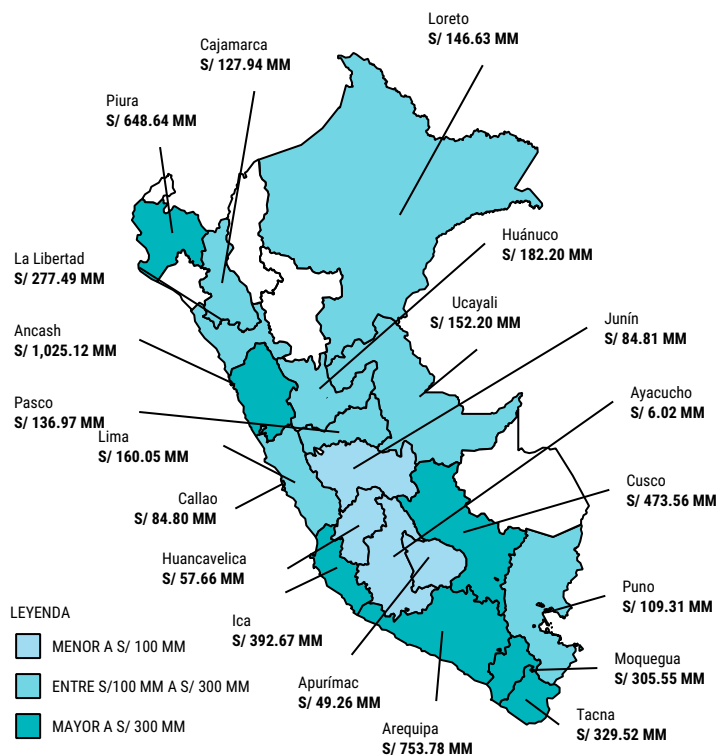 Loreto
S/ 146.63 MM
Cajamarca
S/ 127.94 MM
Piura
S/ 648.64 MM
Huánuco
S/ 182.20 MM
La Libertad
S/ 277.49 MM
Ucayali
S/ 152.20 MM
Junín
S/ 84.81 MM
Ancash
S/ 1,025.12 MM
Ayacucho
S/ 6.02 MM
Pasco
S/ 136.97 MM
Lima
S/ 160.05 MM
Cusco
S/ 473.56 MM
Callao
S/ 84.80 MM
Huancavelica
S/ 57.66 MM
Puno
S/ 109.31 MM
Ica
S/ 392.67 MM
Moquegua
S/ 305.55 MM
Apurímac
S/ 49.26 MM
Tacna
S/ 329.52 MM
Arequipa
S/ 753.78 MM
LEYENDA
MENOR A S/ 100 MM
ENTRE S/100 MM A S/ 300 MM
MAYOR A S/ 300 MM